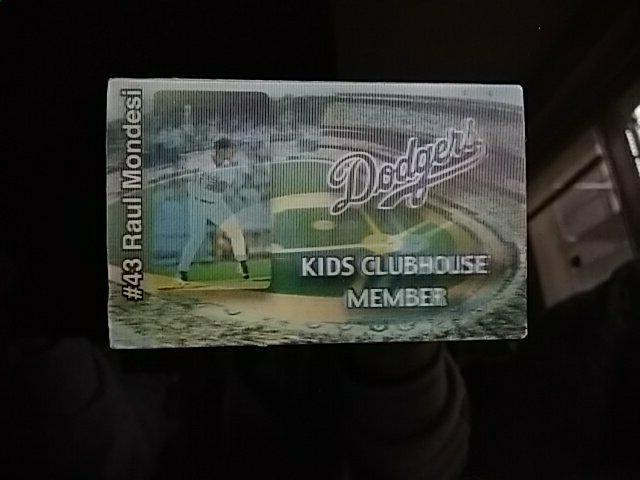 #43 Raul Mondesi
Dodgers
KIDS CLUBHOUSE
MEMBER